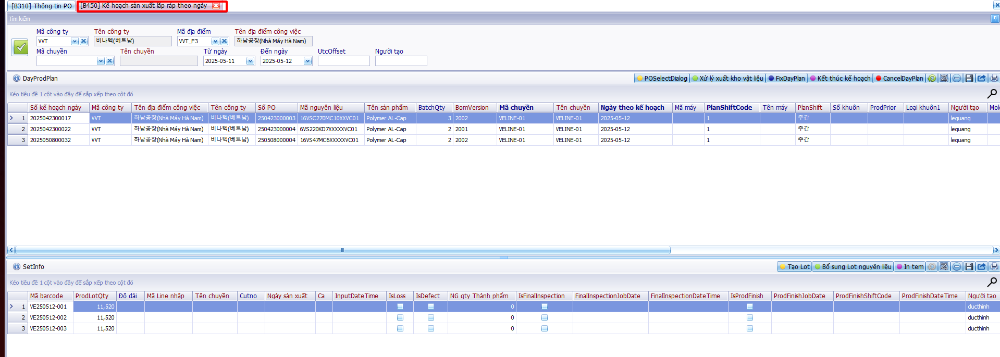 [B310] Thông tin PO [B450] Kế hoạch sản xuất lắp ráp theo ngày
Tìm kiếm
Mã công ty Tên công ty Mã địa điểm Tên địa điểm công việc
VVT 비나텍(베트남) VVT_F3 하남공장(Nhà Máy Hà Nam)
Mã chuyền Tên chuyền Từ ngày Đến ngày UtcOffset Người tạo
2025-05-11 2025-05-12
DayProdPlan POSelectDialog Xử lý xuất kho vật liệu FixDayPlan Kết thúc kế hoạch CancelDayPlan
Kéo tiêu đề 1 cột vào đây để sắp xếp theo cột đó
Số kế hoạch ngày Mã công ty Tên địa điểm công việc Tên công ty Số PO Mã nguyên liệu Tên sản phẩm BatchQty BomVersion Mã chuyền Tên chuyền Ngày theo kế hoạch Mã máy PlanShiftCode Tên máy PlanShift Số khuôn ProdPrior Loại khuôn1 Người tạo Mol
1 2025042300017 VVT 하남공장(Nhà Máy Hà Nam) 비나텍(베트남) 250423000003 16VSC270MC10XXVC01 Polymer AL-Cap 3 2002 VELINE-01 VELINE-01 2025-05-12 1 주간 lequang
2 2025042300022 VVT 하남공장(Nhà Máy Hà Nam) 비나텍(베트남) 250423000004 6VS220KD7XXXXXVC01 Polymer AL-Cap 2 2001 VELINE-01 VELINE-01 2025-05-12 1 주간 lequang
3 2025050800032 VVT 하남공장(Nhà Máy Hà Nam) 비나텍(베트남) 250508000004 16VS47MC6XXXXXVC01 Polymer AL-Cap 2 2002 VELINE-01 VELINE-01 2025-05-12 1 주간 lequang
SetInfo Tạo Lot Bổ sung Lot nguyên liệu In tem
Kéo tiêu đề 1 cột vào đây để sắp xếp theo cột đó
Mã barcode ProdLotQty Độ dài Mã Line nhập Tên chuyền Cutno Ngày sản xuất Ca InputDateTime IsLoss IsDefect NG qty Thành phẩm IsFinalInspection FinalInspectionJobDate FinalInspectionDateTime IsProdFinish ProdFinishJobDate ProdFinishShiftCode ProdFinishDateTime Người tạo
1 VE250512-001 11,520 0 ducthinh
2 VE250512-002 11,520 0 ducthinh
3 VE250512-003 11,520 0 ducthinh